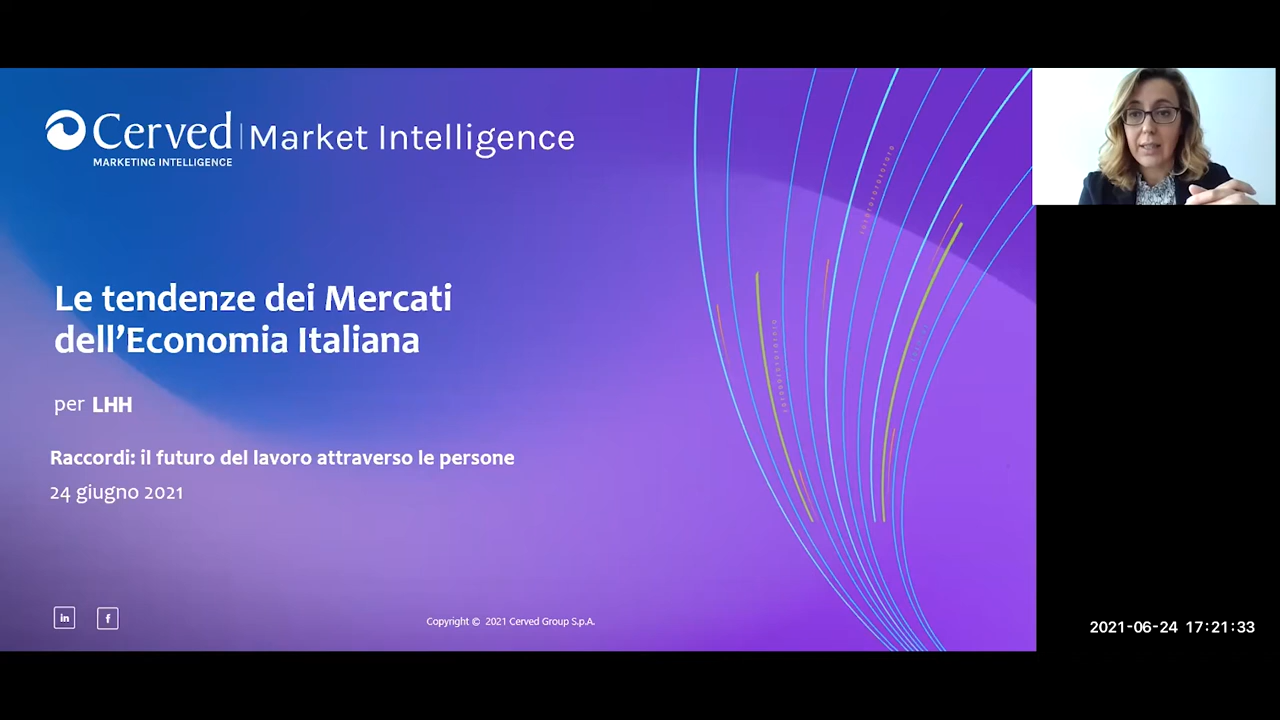 Cerved | Market Intelligence
MARKETING INTELLIGENCE
Le tendenze dei Mercati
dell'Economia Italiana
per LHH
Raccordi: il futuro del lavoro attraverso le persone
24 giugno 2021
in f
Copyright © 2021 Cerved Group S.p.A.
2021-06-24 17:21:33